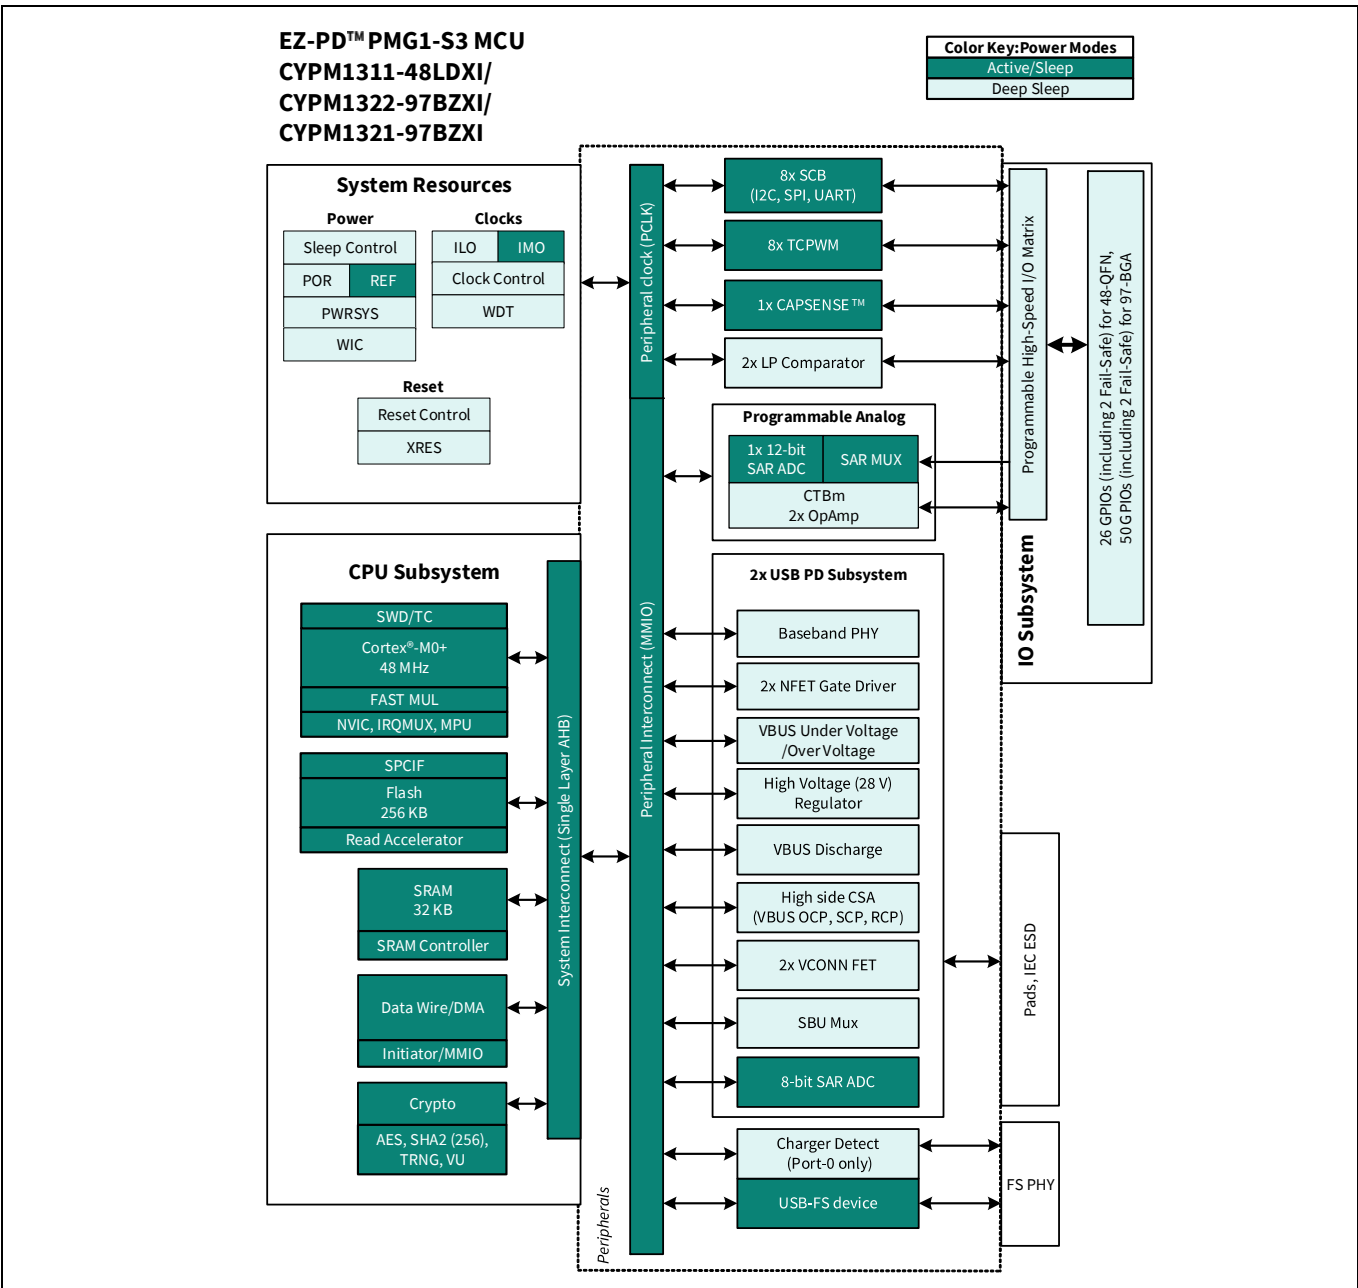 EZ-PD™ PMG1-S3 MCU
CYPM1311-48LDXI/
CYPM1322-97BZXI/
CYPM1321-97BZXI
Color Key:Power Modes
Active/Sleep
Deep Sleep
System Resources
Power
Sleep Control
POR REF
PWRSYS
WIC
Clocks
ILO IMO
Clock Control
WDT
Reset
Reset Control
XRES
CPU Subsystem
SWD/TC
Cortex®-M0+
48 MHz
FAST MUL
NVIC, IRQMUX, MPU
SPCIF
Flash
256 KB
Read Accelerator
SRAM
32 KB
SRAM Controller
Data Wire/DMA
Initiator/MMIO
Crypto
AES, SHA2 (256),
TRNG, VU
System Interconnect (Single Layer AHB)
Peripheral clock (PCLK)
Peripheral Interconnect (MMIO)
Peripherals
8x SCB
(I2C, SPI, UART)
8x TCPWM
1x CAPSENSE™
2x LP Comparator
Programmable Analog
1x 12-bit
SAR ADC
SAR MUX
CTBm
2x OpAmp
2x USB PD Subsystem
Baseband PHY
2x NFET Gate Driver
VBUS Under Voltage
/Over Voltage
High Voltage (28 V)
Regulator
VBUS Discharge
High side CSA
(VBUS OCP, SCP, RCP)
2x VCONN FET
SBU Mux
8-bit SAR ADC
Charger Detect
(Port-0 only)
USB-FS device
Programmable High-Speed I/O Matrix
26 GPIOs (including 2 Fail-Safe) for 48-QFN,
50 GPIOs (including 2 Fail-Safe) for 97-BGA
IO Subsystem
Pads, IEC ESD
FS PHY